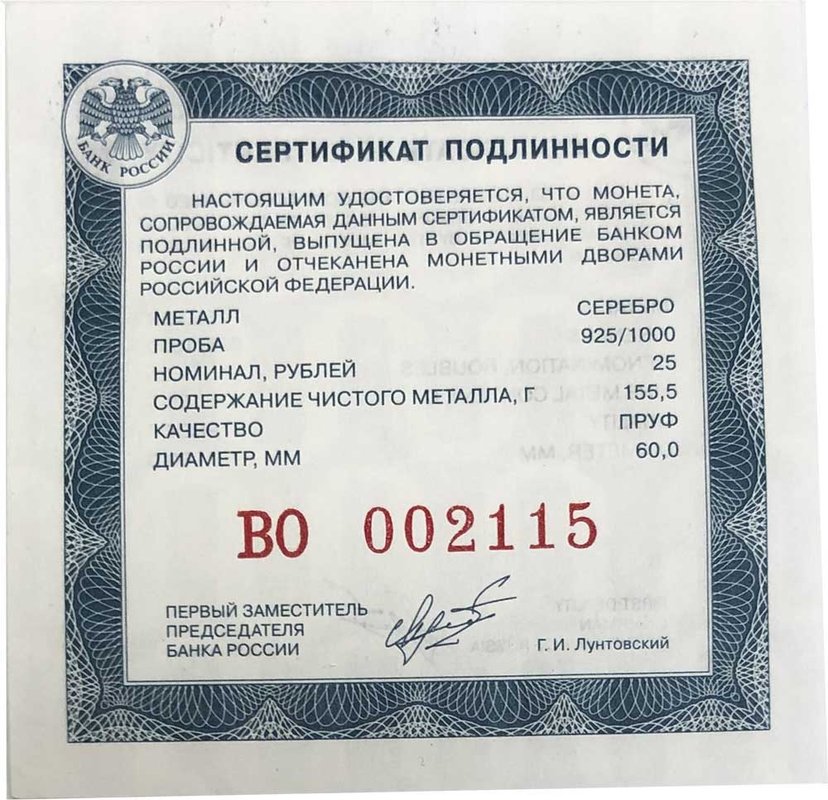 БАНК РОССИИ
СЕРТИФИКАТ ПОДЛИННОСТИ
НАСТОЯЩИМ УДОСТОВЕРЯЕТСЯ, ЧТО МОНЕТА,
СОПРОВОЖДАЕМАЯ ДАННЫМ СЕРТИФИКАТОМ, ЯВЛЯЕТСЯ
ПОДЛИННОЙ, ВЫПУЩЕНА В ОБРАЩЕНИЕ БАНКОМ
РОССИИ И ОТЧЕКАНЕНА МОНЕТНЫМИ ДВОРАМИ
РОССИЙСКОЙ ФЕДЕРАЦИИ.
МЕТАЛЛ СЕРЕБРО
ПРОБА 925/1000
НОМИНАЛ, РУБЛЕЙ 25
СОДЕРЖАНИЕ ЧИСТОГО МЕТАЛЛА, Г 155,5
КАЧЕСТВО ПРУФ
ДИАМЕТР, ММ 60,0
ВО 002115
ПЕРВЫЙ ЗАМЕСТИТЕЛЬ
ПРЕДСЕДАТЕЛЯ
БАНКА РОССИИ Г. И. Лунтовский